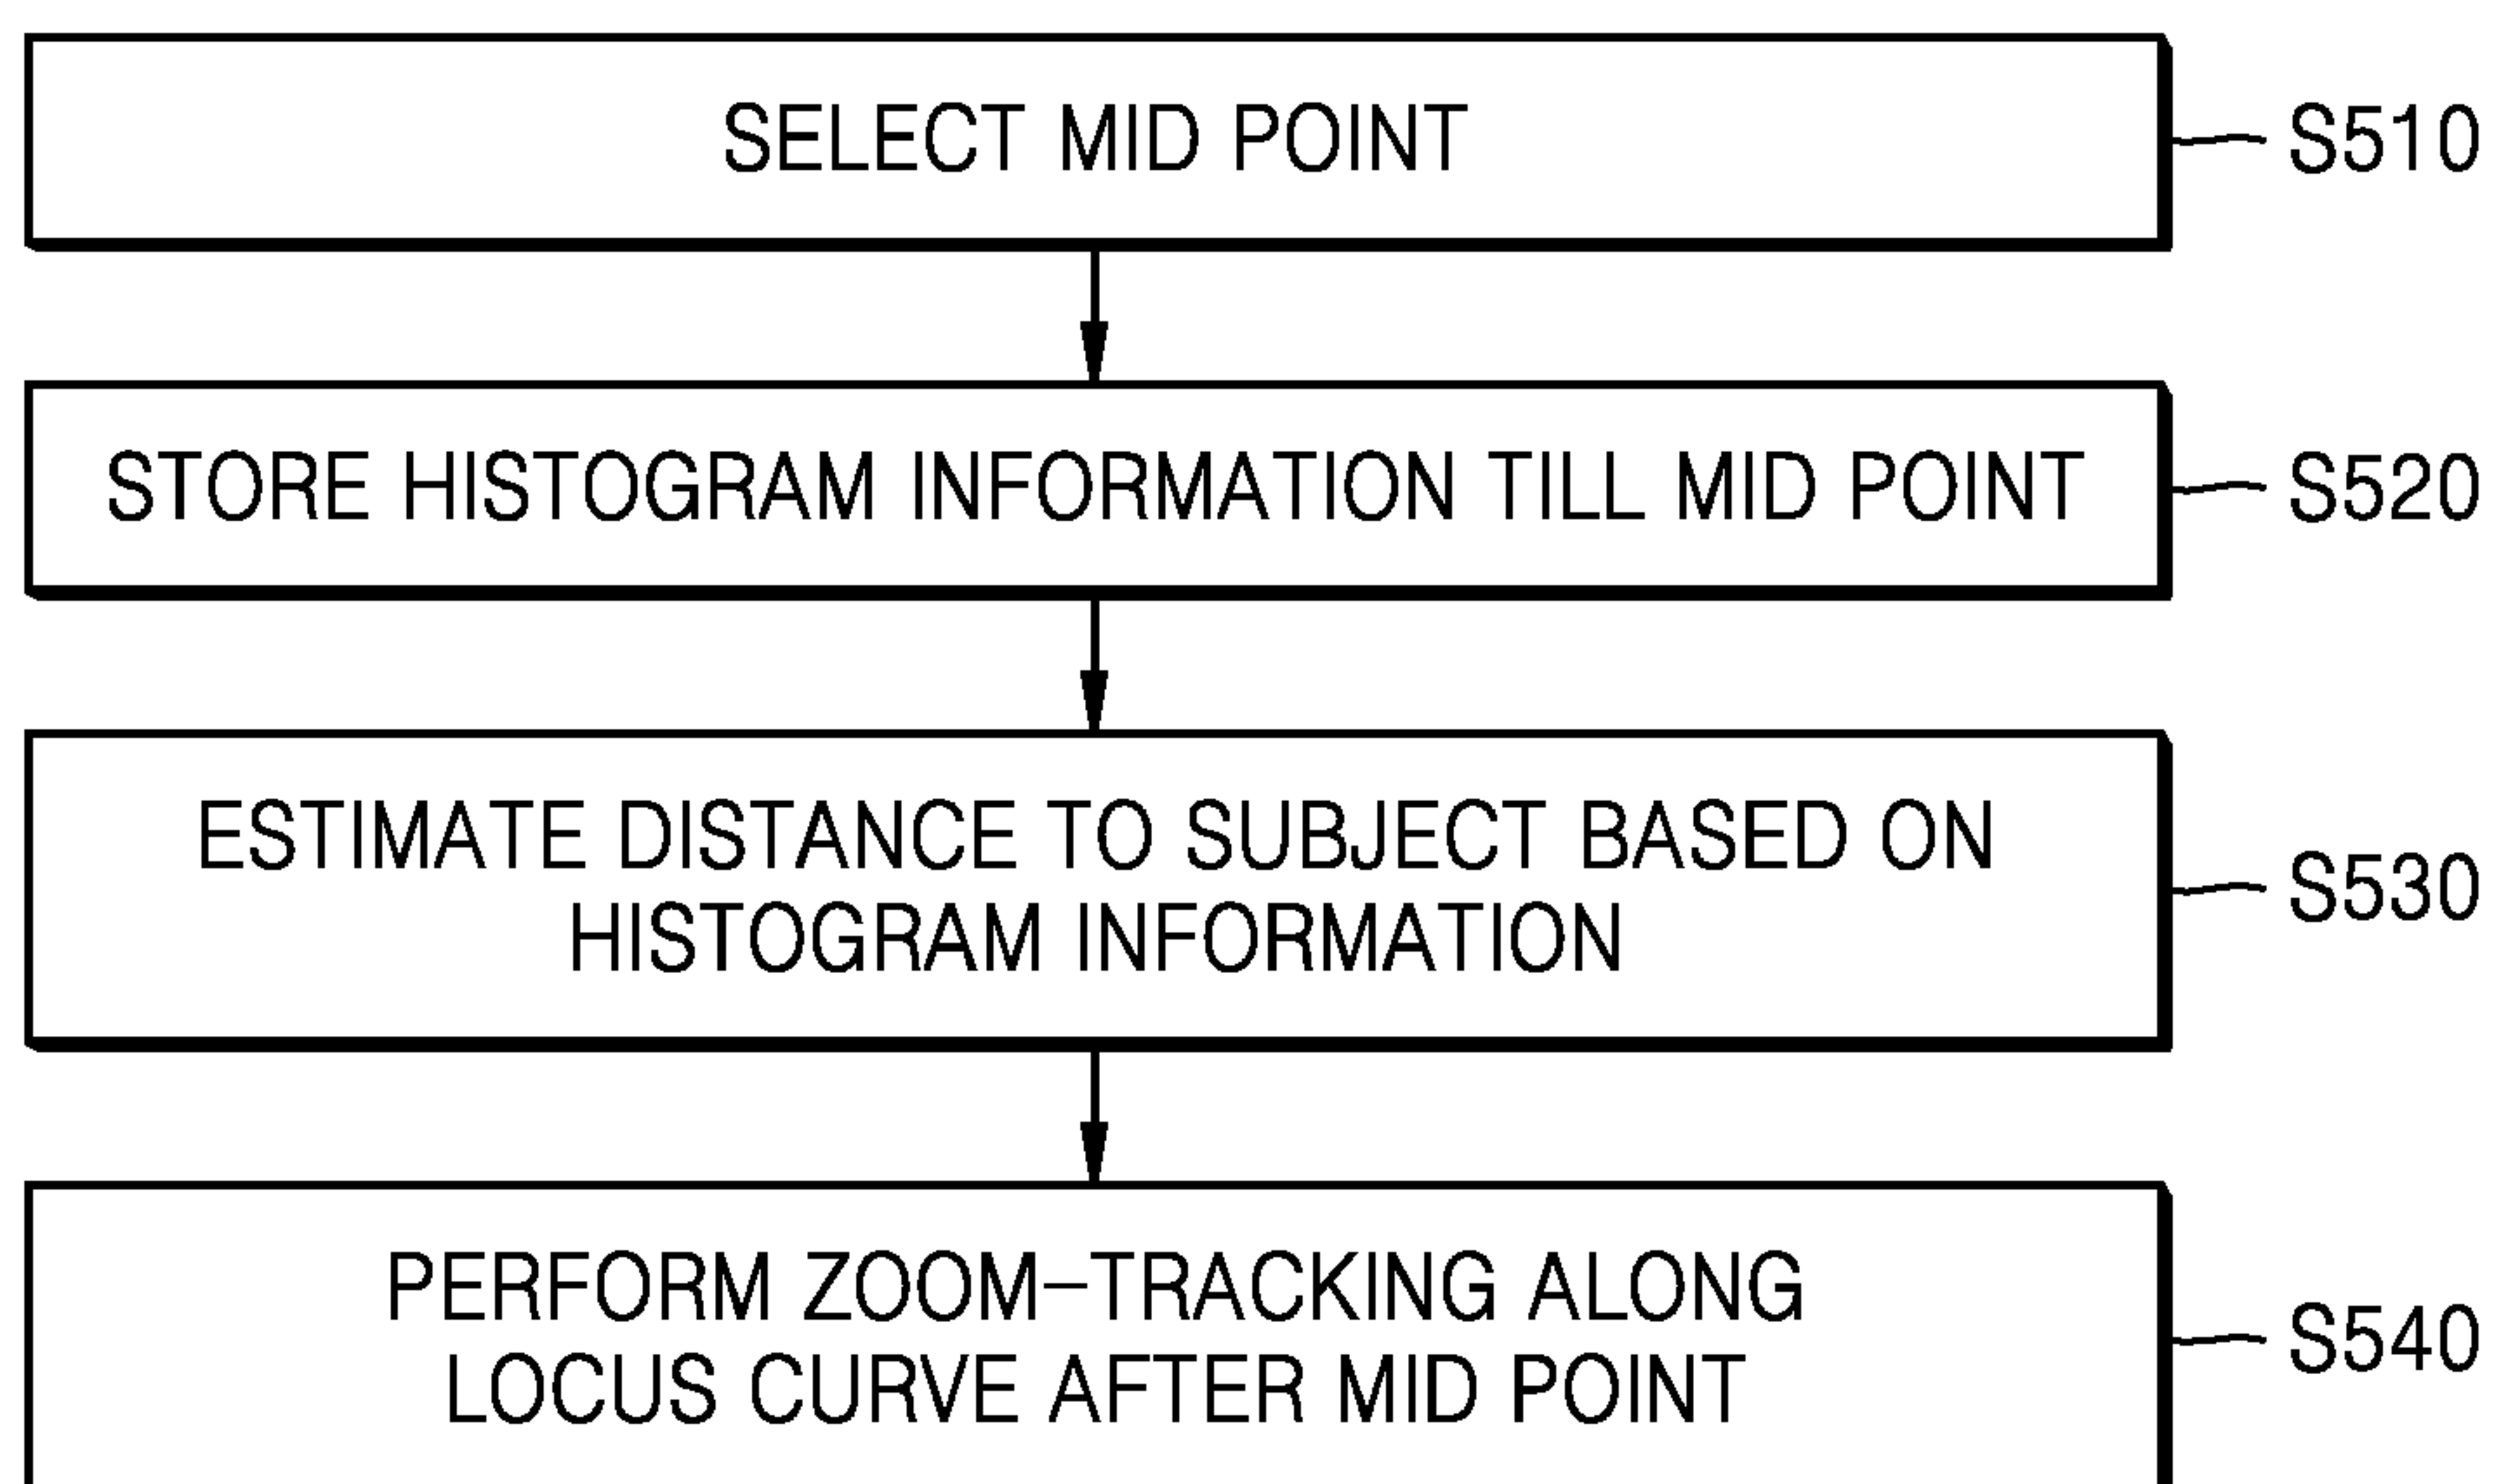 SELECT MID POINT
S510
STORE HISTOGRAM INFORMATION TILL MID POINT
S520
ESTIMATE DISTANCE TO SUBJECT BASED ON
HISTOGRAM INFORMATION
S530
PERFORM ZOOM-TRACKING ALONG
LOCUS CURVE AFTER MID POINT
S540